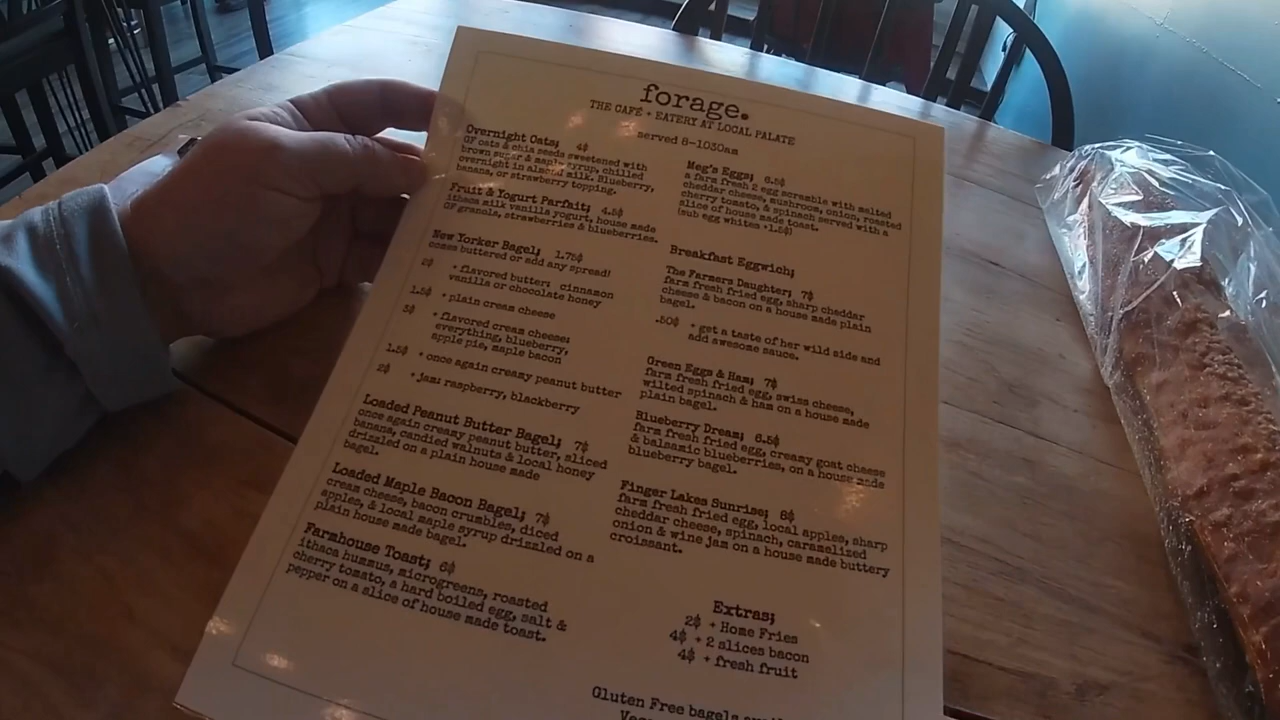 forage.
THE CAFÉ + EATERY AT LOCAL PALATE
served 8-1030am
Overnight Oats; 4$
GF oats & chia seeds sweetened with
brown sugar & maple syrup, chilled
overnight in almond milk. Blueberry,
banana, or strawberry topping.
Fruit & Yogurt Parfait; 4.5$
ithaca milk vanilla yogurt, house made
GF granola, strawberries & blueberries.
New Yorker Bagel; 1.75$
comes buttered or add any spread!
2$ * flavored butter; cinnamon
vanilla or chocolate honey
1.5$ * plain cream cheese
3$ * flavored cream cheese;
everything, blueberry,
apple pie, maple bacon
1.5$ * once again creamy peanut butter
2$ * jam; raspberry, blackberry
Loaded Peanut Butter Bagel; 7$
once again creamy peanut butter, sliced
banana, candied walnuts & local honey
drizzled on a plain house made
bagel.
Loaded Maple Bacon Bagel; 7$
cream cheese, bacon crumbles, diced
apples, & local maple syrup drizzled on a
plain house made bagel.
Farmhouse Toast; 6$
ithaca hummus, microgreens, roasted
cherry tomato, a hard boiled egg, salt &
pepper on a slice of house made toast.
Meg's Eggs; 6.5$
a farm fresh 2 egg scramble with melted
cheddar cheese, mushroom, onion, roasted
cherry tomato, & spinach served with a
slice of house made toast.
(sub egg whites +1.5$)
Breakfast Eggwich;
The Farmers Daughter; 7$
farm fresh fried egg, sharp cheddar
cheese & bacon on a house made plain
bagel.
.50$ * get a taste of her wild side and
add awesome sauce.
Green Eggs & Ham; 7$
farm fresh fried egg, swiss cheese,
wilted spinach & ham on a house made
plain bagel.
Blueberry Dream; 6.5$
farm fresh fried egg, creamy goat cheese
& balsamic blueberries, on a house made
blueberry bagel.
Finger Lakes Sunrise; 8$
farm fresh fried egg, local apples, sharp
cheddar cheese, spinach, caramelized
onion & wine jam on a house made buttery
croissant.
Extras;
2$ + Home Fries
4$ + 2 slices bacon
4$ + fresh fruit
Gluten Free bagels